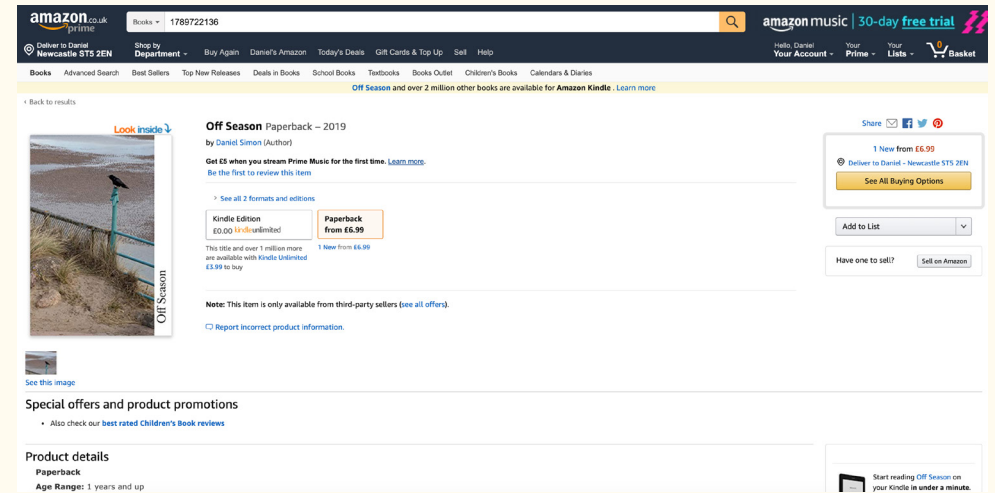 amazon.co.uk
prime
Books
1789722136
amazon music | 30-day free trial
Deliver to Daniel
Newcastle ST5 2EN
Shop by
Department
Buy Again Daniel's Amazon Today's Deals Gift Cards & Top Up Sell Help
Hello, Daniel
Your Account
Your
Prime
Your
Lists
0
Basket
Books Advanced Search Best Sellers Top New Releases Deals in Books School Books Textbooks Books Outlet Children's Books Calendars & Diaries
Off Season and over 2 million other books are available for Amazon Kindle . Learn more
‹ Back to results
Look inside
Off Season
Off Season Paperback – 2019
by Daniel Simon (Author)
Get £5 when you stream Prime Music for the first time. Learn more.
Be the first to review this item
› See all 2 formats and editions
Kindle Edition
£0.00 kindleunlimited
Paperback
from £6.99
This title and over 1 million more
are available with Kindle Unlimited
£3.99 to buy
1 New from £6.99
Note: This item is only available from third-party sellers (see all offers).
Report incorrect product information.
Share
1 New from £6.99
Deliver to Daniel - Newcastle ST5 2EN
See All Buying Options
Add to List
Have one to sell?
Sell on Amazon
See this image
Special offers and product promotions
• Also check our best rated Children's Book reviews
Product details
Paperback
Age Range: 1 years and up
Start reading Off Season on
your Kindle in under a minute.